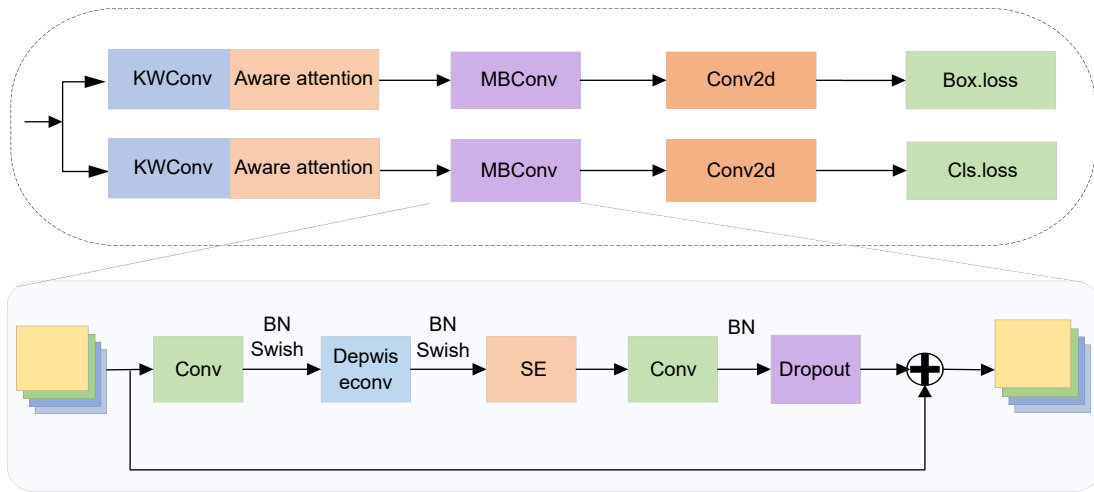 KWConv
Aware attention
MBConv
Conv2d
Box.loss
KWConv
Aware attention
MBConv
Conv2d
Cls.loss
Conv
BN
Swish
Depwis
econv
BN
Swish
SE
Conv
BN
Dropout